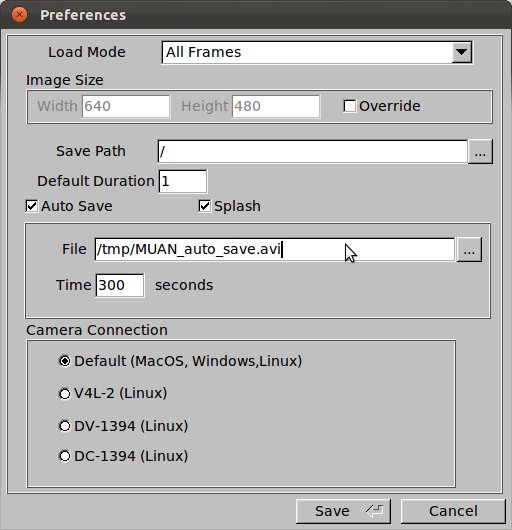 Preferences
Load Mode All Frames
Image Size
Width 640 Height 480 Override
Save Path / ...
Default Duration 1
Auto Save Splash
File /tmp/MUAN_auto_save.avi ...
Time 300 seconds
Camera Connection
Default (MacOS, Windows,Linux)
V4L-2 (Linux)
DV-1394 (Linux)
DC-1394 (Linux)
Save Cancel